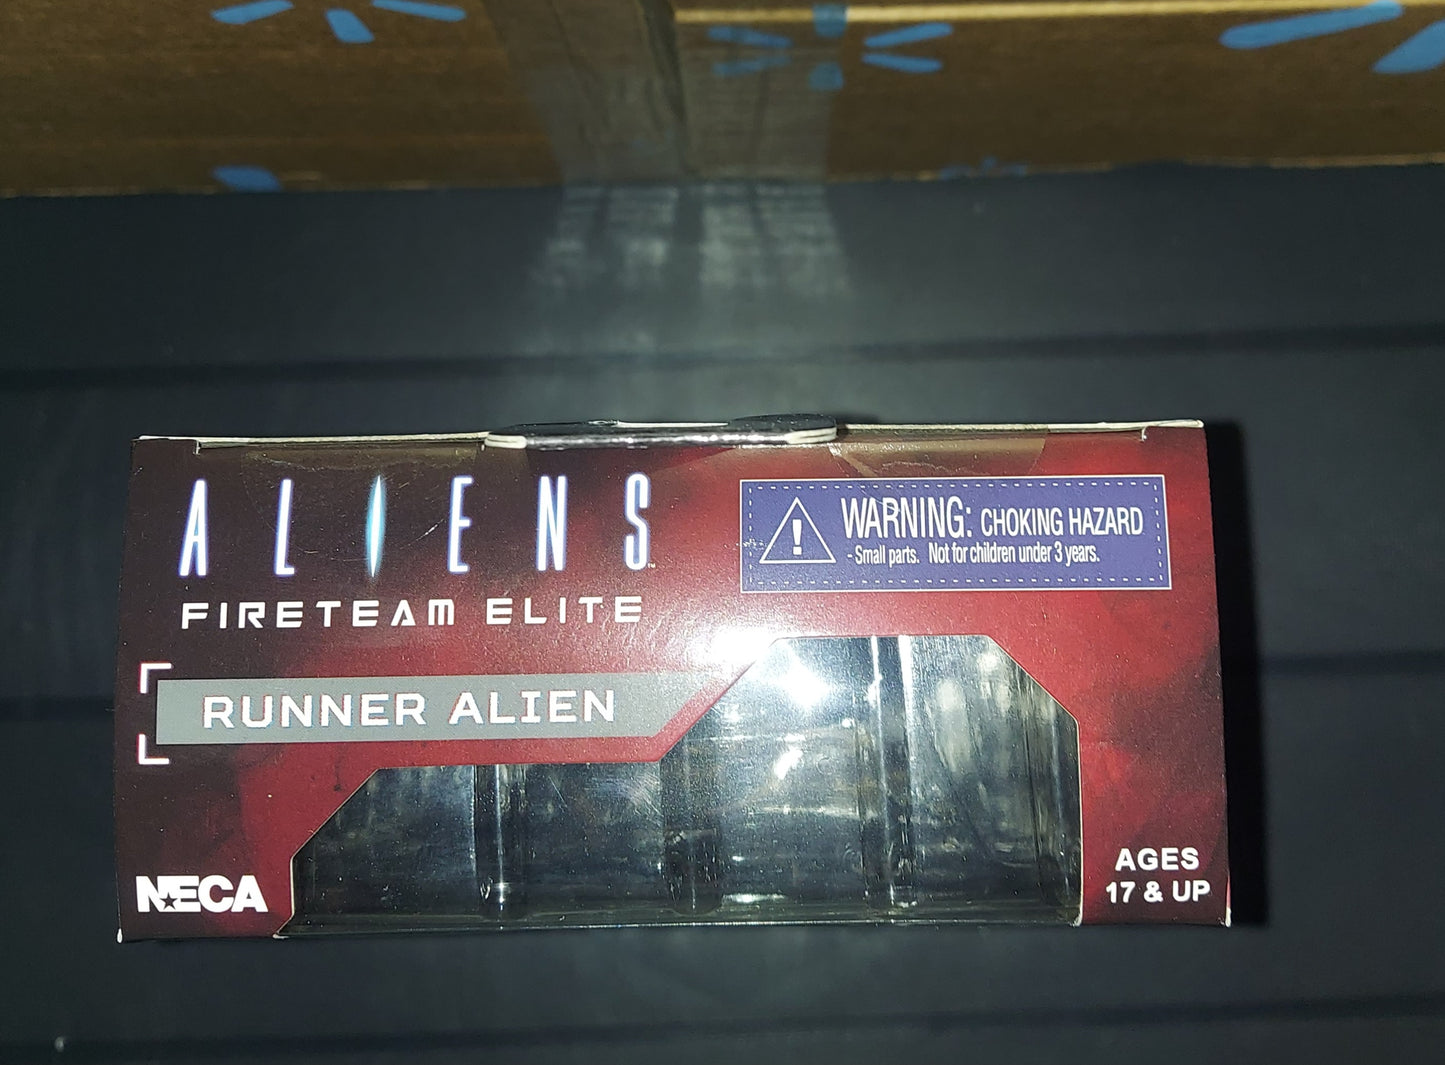 ALIENS™
FIRETEAM ELITE
RUNNER ALIEN
WARNING: CHOKING HAZARD
- Small parts. Not for children under 3 years.
NECA
AGES
17 & UP